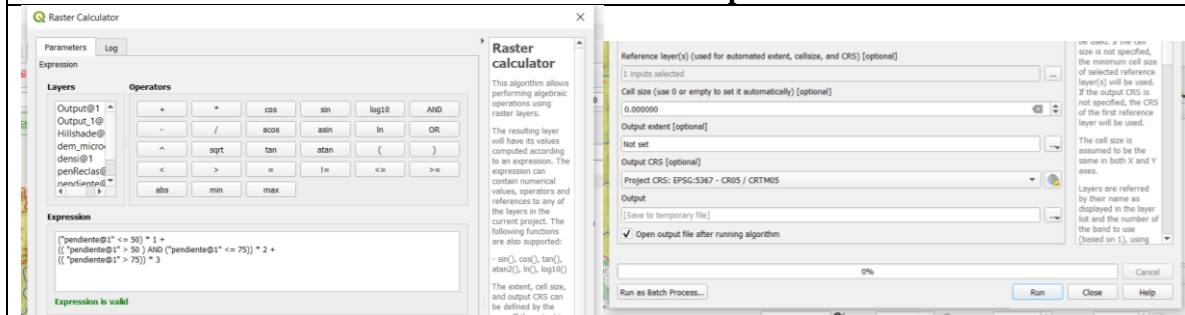 Raster Calculator
Parameters
Log
Expression
Layers
Operators
Output@1
Output_1@
Hillshade@
dem_micro
densi@1
penReclas@
pendiente@
+ * cos sin log10 AND
- / acos asin ln OR
^ sqrt tan atan ( )
< > = != <= >=
abs min max
Expression
("pendiente@1" <= 50) * 1 +
(( "pendiente@1" > 50 ) AND ("pendiente@1" <= 75)) * 2 +
(( "pendiente@1" > 75)) * 3
Expression is valid
Raster
calculator
This algorithm allows
performing algebraic
operations using
raster layers.
The resulting layer
will have its values
computed according
to an expression. The
expression can
contain numerical
values, operators and
references to any of
the layers in the
current project. The
following functions
are also supported:
- sin(), cos(), tan(),
atan2(), ln(), log10()
The extent, cell size,
and output CRS can
be defined by the
Reference layer(s) (used for automated extent, cellsize, and CRS) [optional]
1 inputs selected
...
Cell size (use 0 or empty to set it automatically) [optional]
0.000000
Output extent [optional]
Not set
Output CRS [optional]
Project CRS: EPSG:5367 - CR05 / CRTM05
Output
[Save to temporary file]
Open output file after running algorithm
0%
Cancel
Run as Batch Process...
Run
Close
Help
be used. If the cell
size is not specified,
the minimum cell size
of selected reference
layer(s) will be used.
If the output CRS is
not specified, the CRS
of the first reference
layer will be used.
The cell size is
assumed to be the
same in both X and Y
axes.
Layers are referred
by their name as
displayed in the layer
list and the number of
the band to use
(based on 1), using